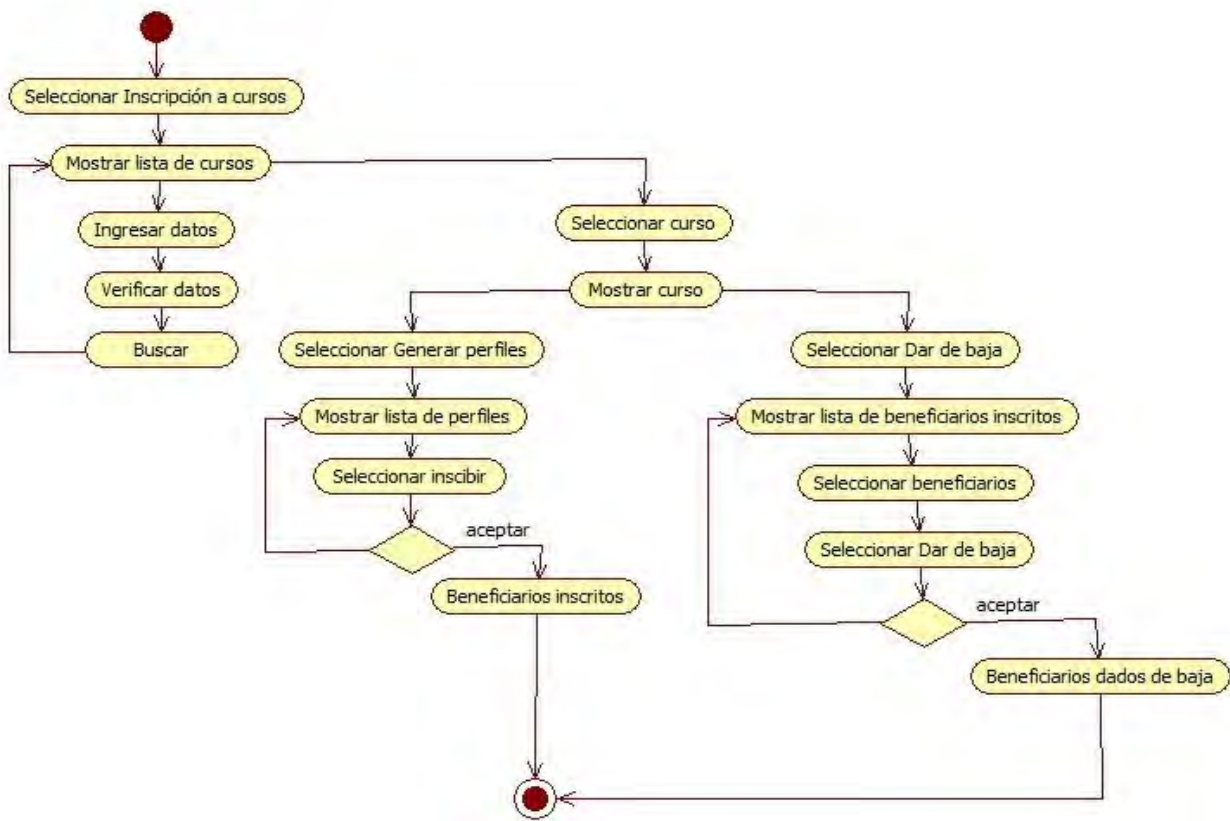 Seleccionar Inscripción a cursos
Mostrar lista de cursos
Ingresar datos
Verificar datos
Buscar
Seleccionar curso
Mostrar curso
Seleccionar Generar perfiles
Mostrar lista de perfiles
Seleccionar inscibir
aceptar
Beneficiarios inscritos
Seleccionar Dar de baja
Mostrar lista de beneficiarios inscritos
Seleccionar beneficiarios
Seleccionar Dar de baja
aceptar
Beneficiarios dados de baja